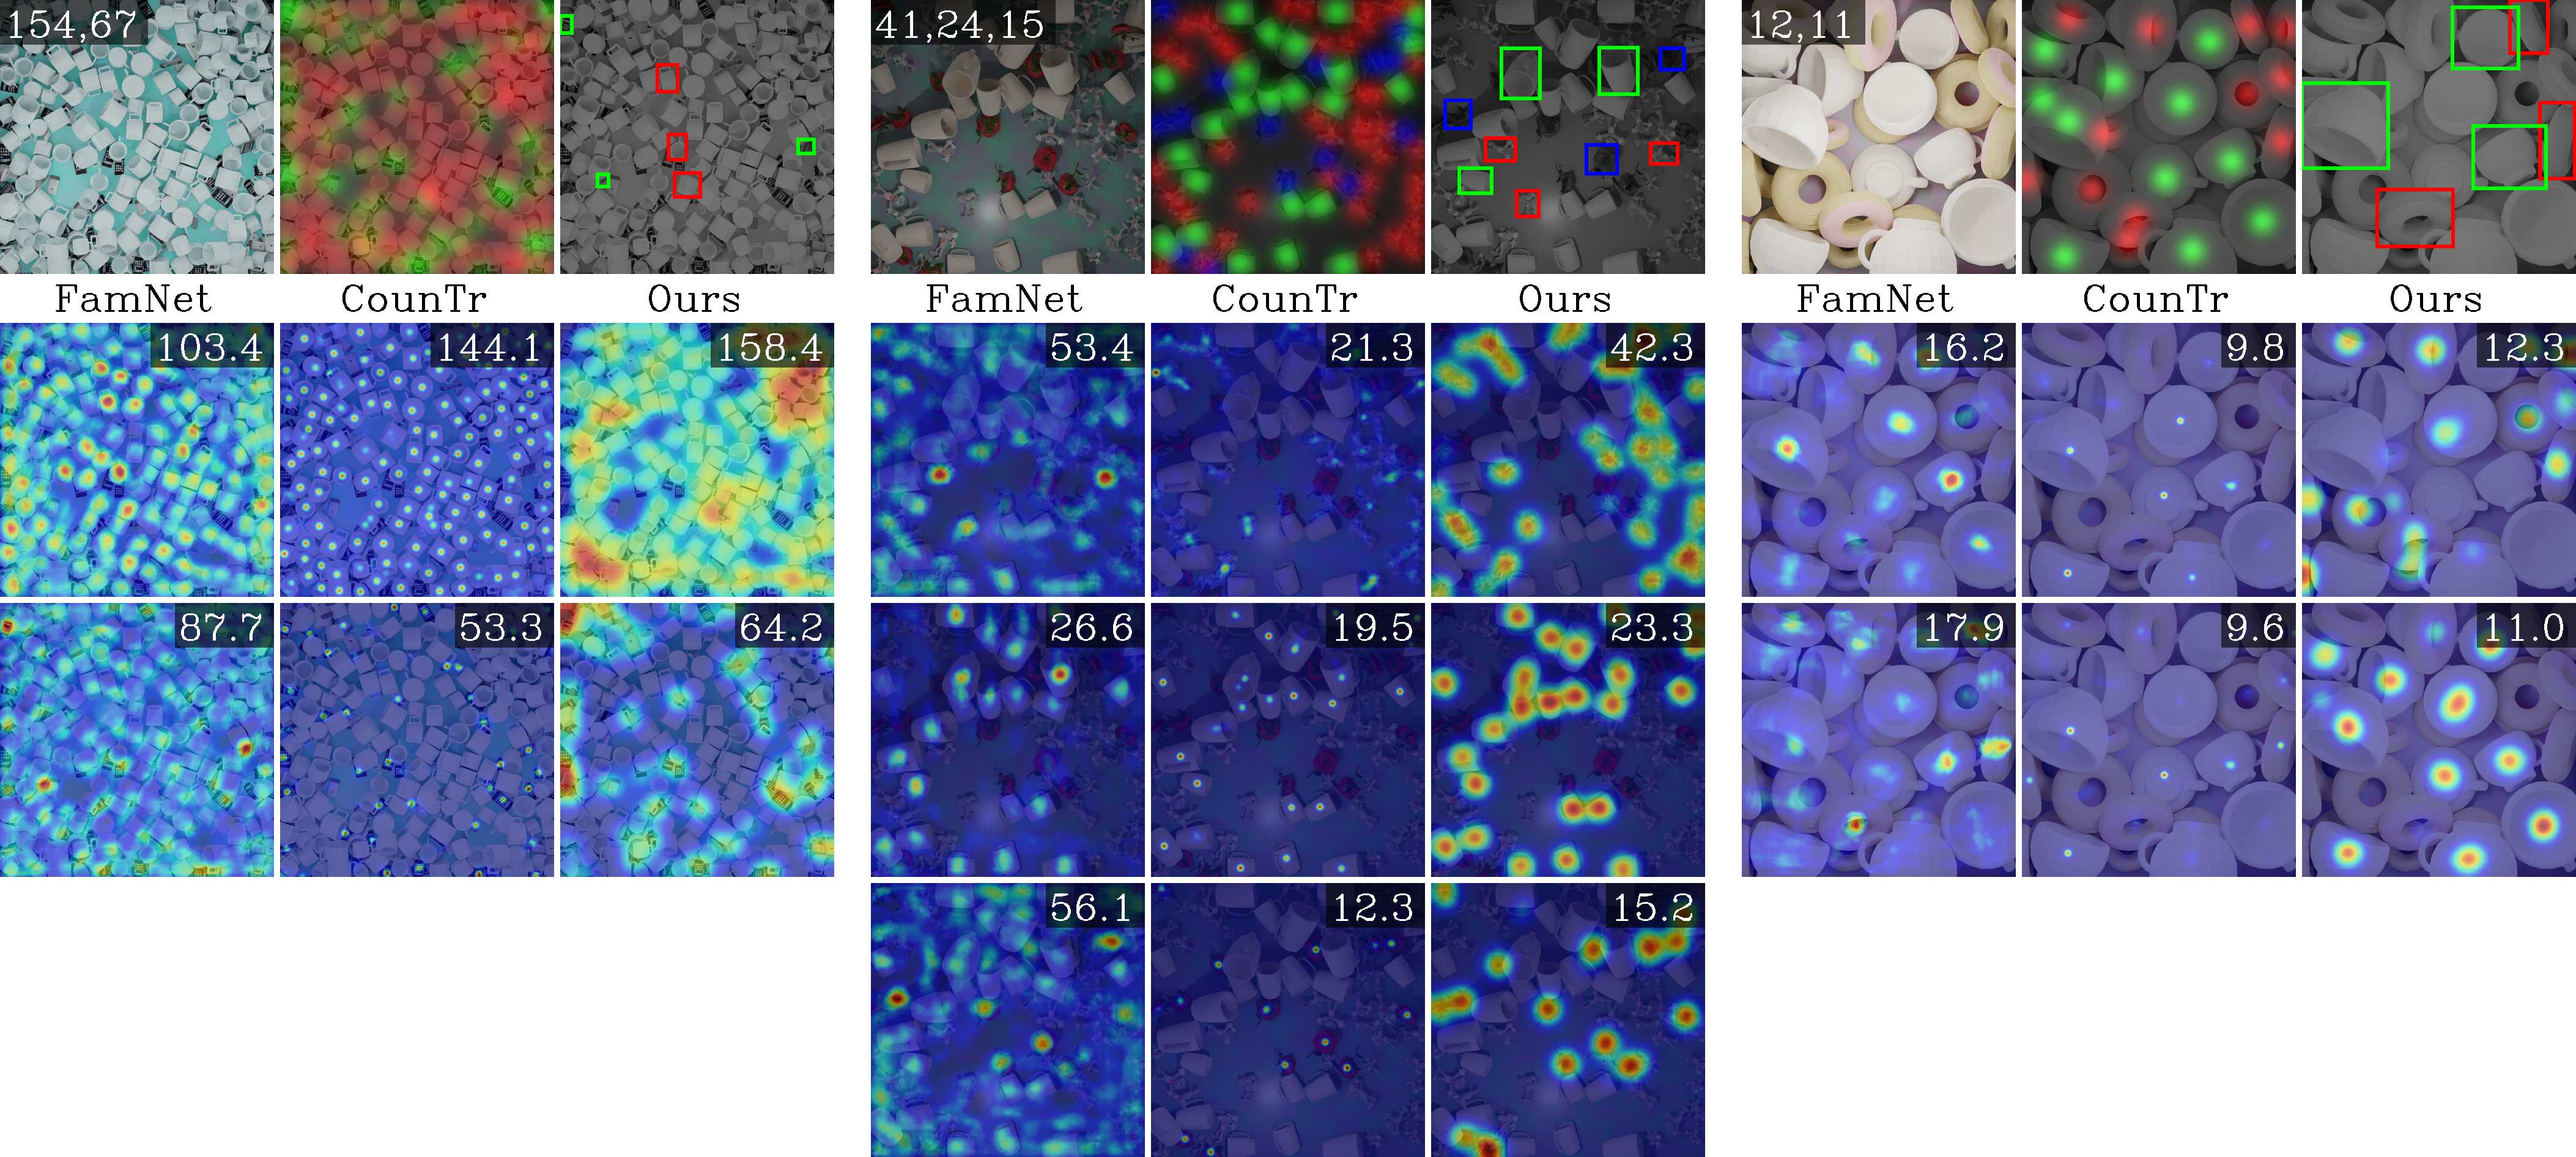 154,67
41,24,15
12,11
FamNet CounTr Ours
FamNet CounTr Ours
FamNet CounTr Ours
103.4 144.1 158.4
53.4 21.3 42.3
16.2 9.8 12.3
87.7 53.3 64.2
26.6 19.5 23.3
17.9 9.6 11.0
56.1 12.3 15.2